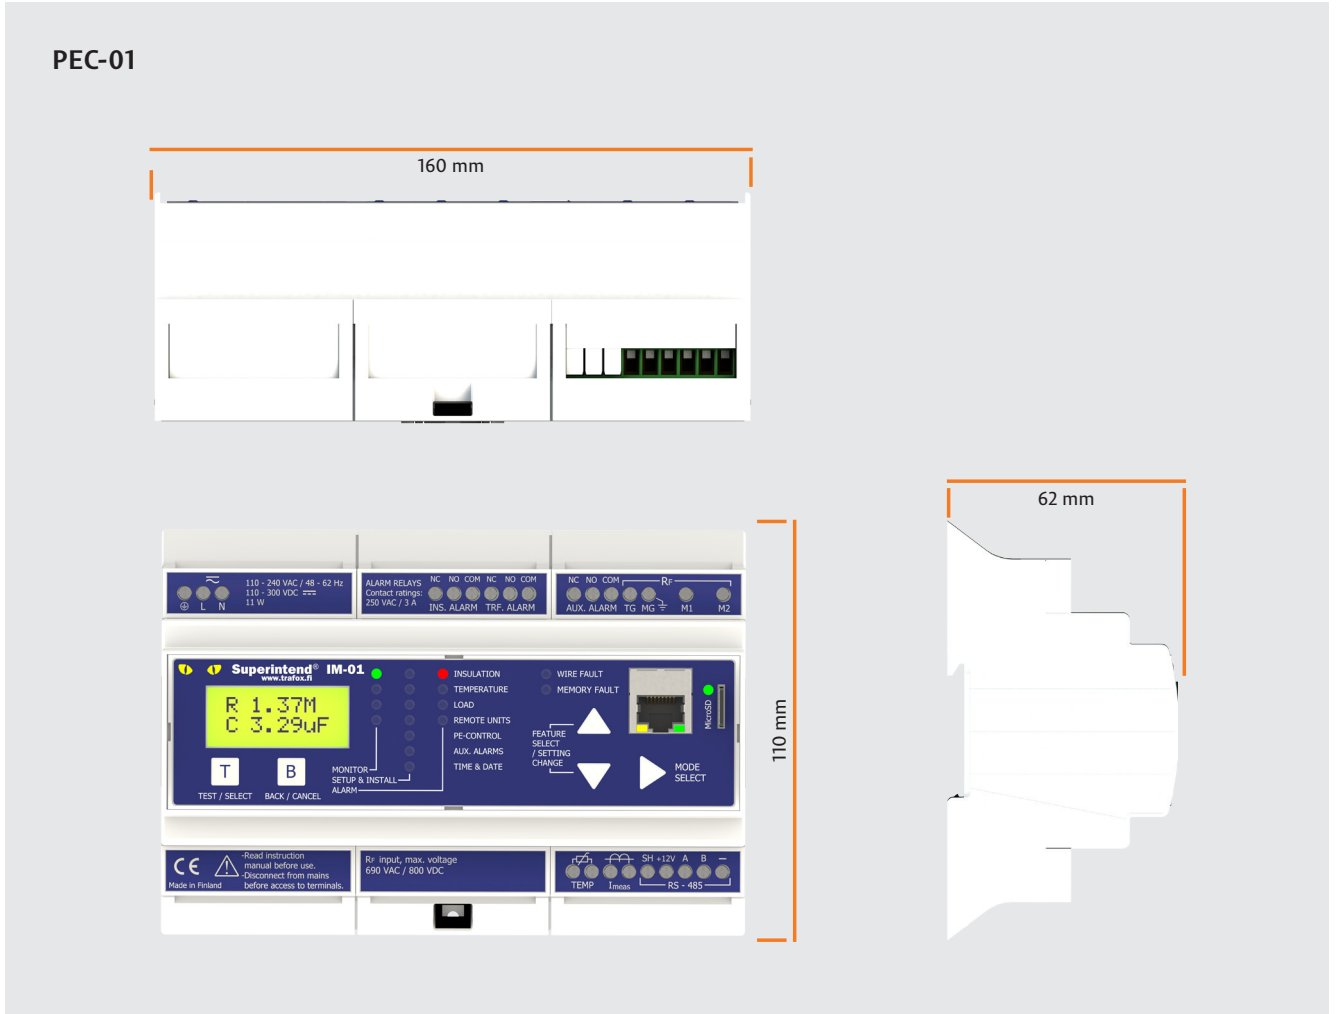 PEC-01
160 mm
62 mm
110 mm
110 - 240 VAC / 48 - 62 Hz
110 - 300 VDC
11 W
L N
ALARM RELAYS
Contact ratings:
250 VAC / 3 A
NC NO COM NC NO COM
INS. ALARM TRF. ALARM
NC NO COM RF
AUX. ALARM TG MG M1 M2
Superintend® IM-01
www.trafox.fi
R 1.37M
C 3.29uF
T B
TEST / SELECT BACK / CANCEL
INSULATION
TEMPERATURE
LOAD
REMOTE UNITS
PE-CONTROL
AUX. ALARMS
TIME & DATE
MONITOR
SETUP & INSTALL
ALARM
WIRE FAULT
MEMORY FAULT
FEATURE
SELECT
/ SETTING
CHANGE
MODE
SELECT
MicroSD
CE
Made in Finland
-Read instruction
manual before use.
-Disconnect from mains
before access to terminals.
RF input, max. voltage
690 VAC / 800 VDC
SH +12V A B −
TEMP Imeas RS - 485